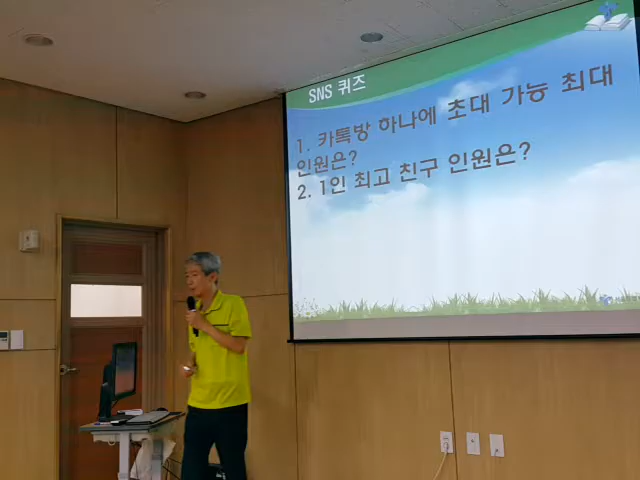 SNS 퀴즈
1. 카톡방 하나에 초대 가능 최대
인원은?
2. 1인 최고 친구 인원은?